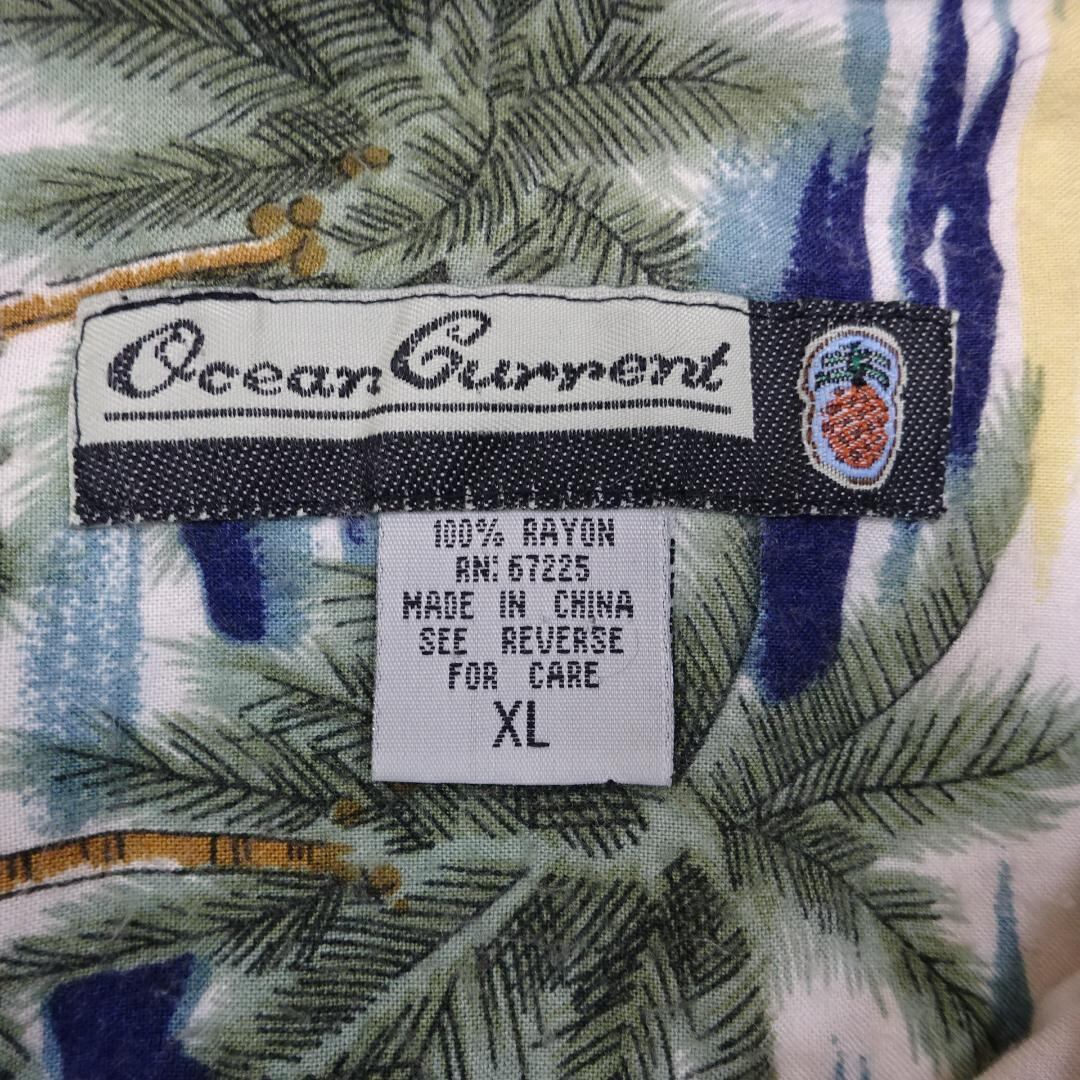 Ocean Current
100% RAYON
RN: 67225
MADE IN CHINA
SEE REVERSE
FOR CARE
XL